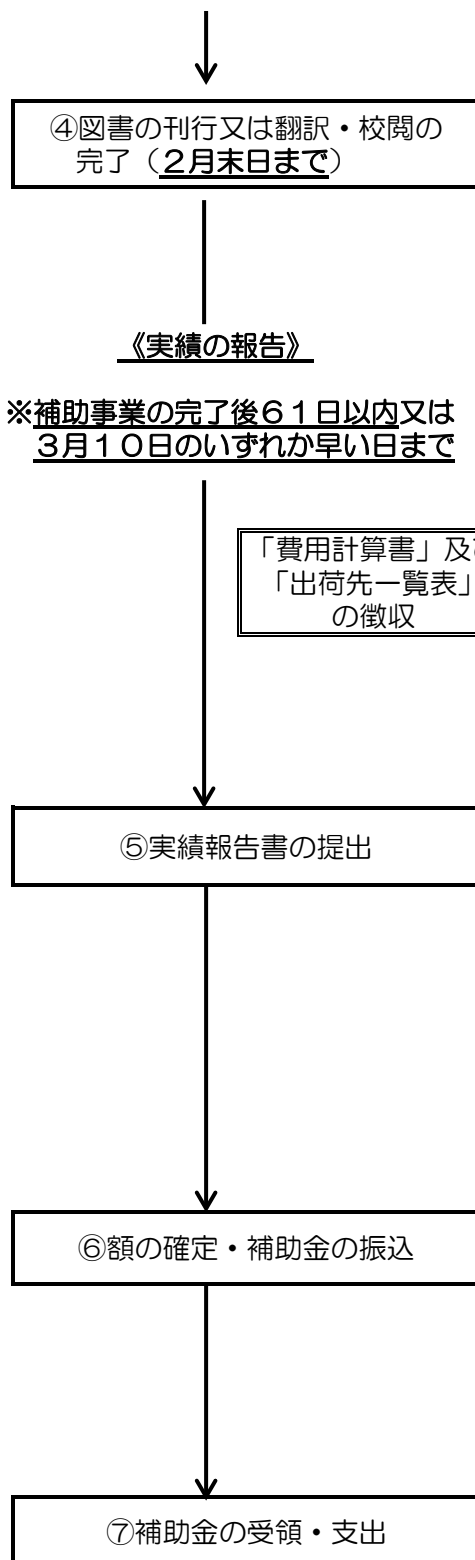 ④図書の刊行又は翻訳・校閲の
完了（２月末日まで）
《実績の報告》
※補助事業の完了後６１日以内又は
３月１０日のいずれか早い日まで
「費用計算書」及
「出荷先一覧表」
の徴収
⑤実績報告書の提出
⑥額の確定・補助金の振込
⑦補助金の受領・支出